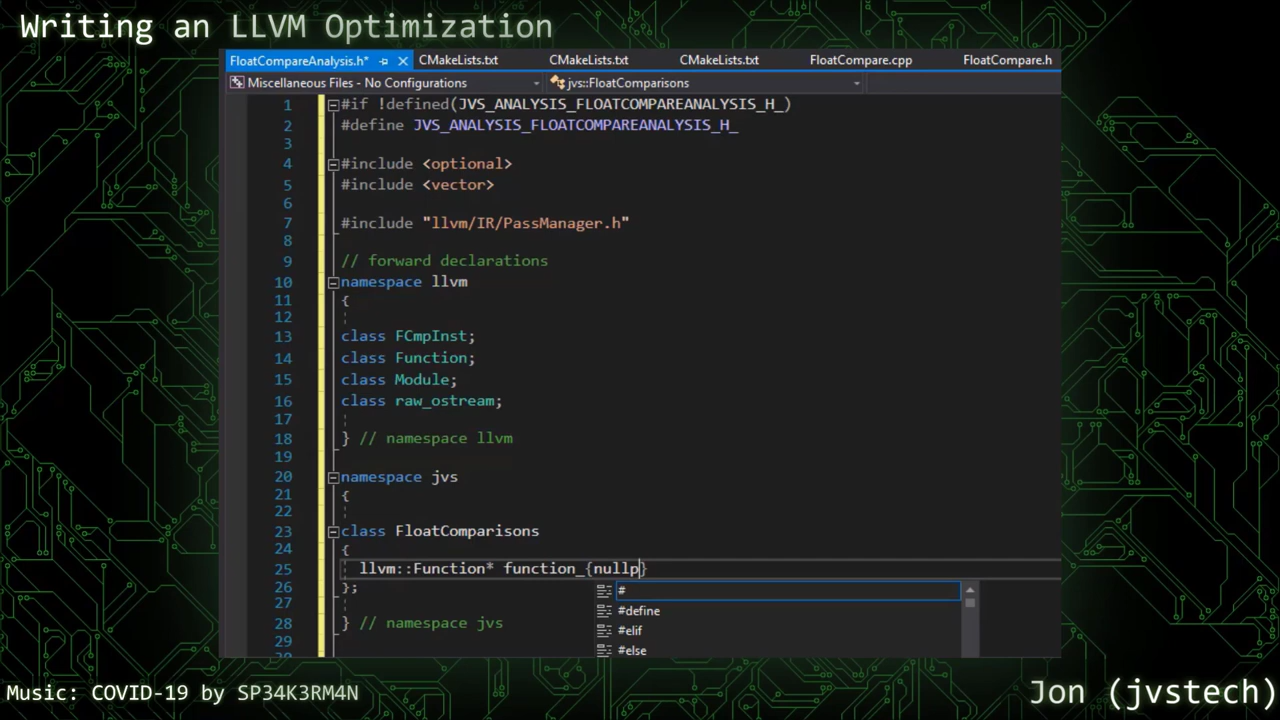 Writing an LLVM Optimization
FloatCompareAnalysis.h* CMakeLists.txt CMakeLists.txt CMakeLists.txt FloatCompare.cpp FloatCompare.h
Miscellaneous Files - No Configurations jvs::FloatComparisons
1 #if !defined(JVS_ANALYSIS_FLOATCOMPAREANALYSIS_H_)
2 #define JVS_ANALYSIS_FLOATCOMPAREANALYSIS_H_
3
4 #include <optional>
5 #include <vector>
6
7 #include "llvm/IR/PassManager.h"
8
9 // forward declarations
10 namespace llvm
11 {
12
13 class FCmpInst;
14 class Function;
15 class Module;
16 class raw_ostream;
17
18 } // namespace llvm
19
20 namespace jvs
21 {
22
23 class FloatComparisons
24 {
25 llvm::Function* function_{nullp}
26 };
27
28 } // namespace jvs
29
#
#define
#elif
#else
Music: COVID-19 by SP34K3RM4N
Jon (jvstech)